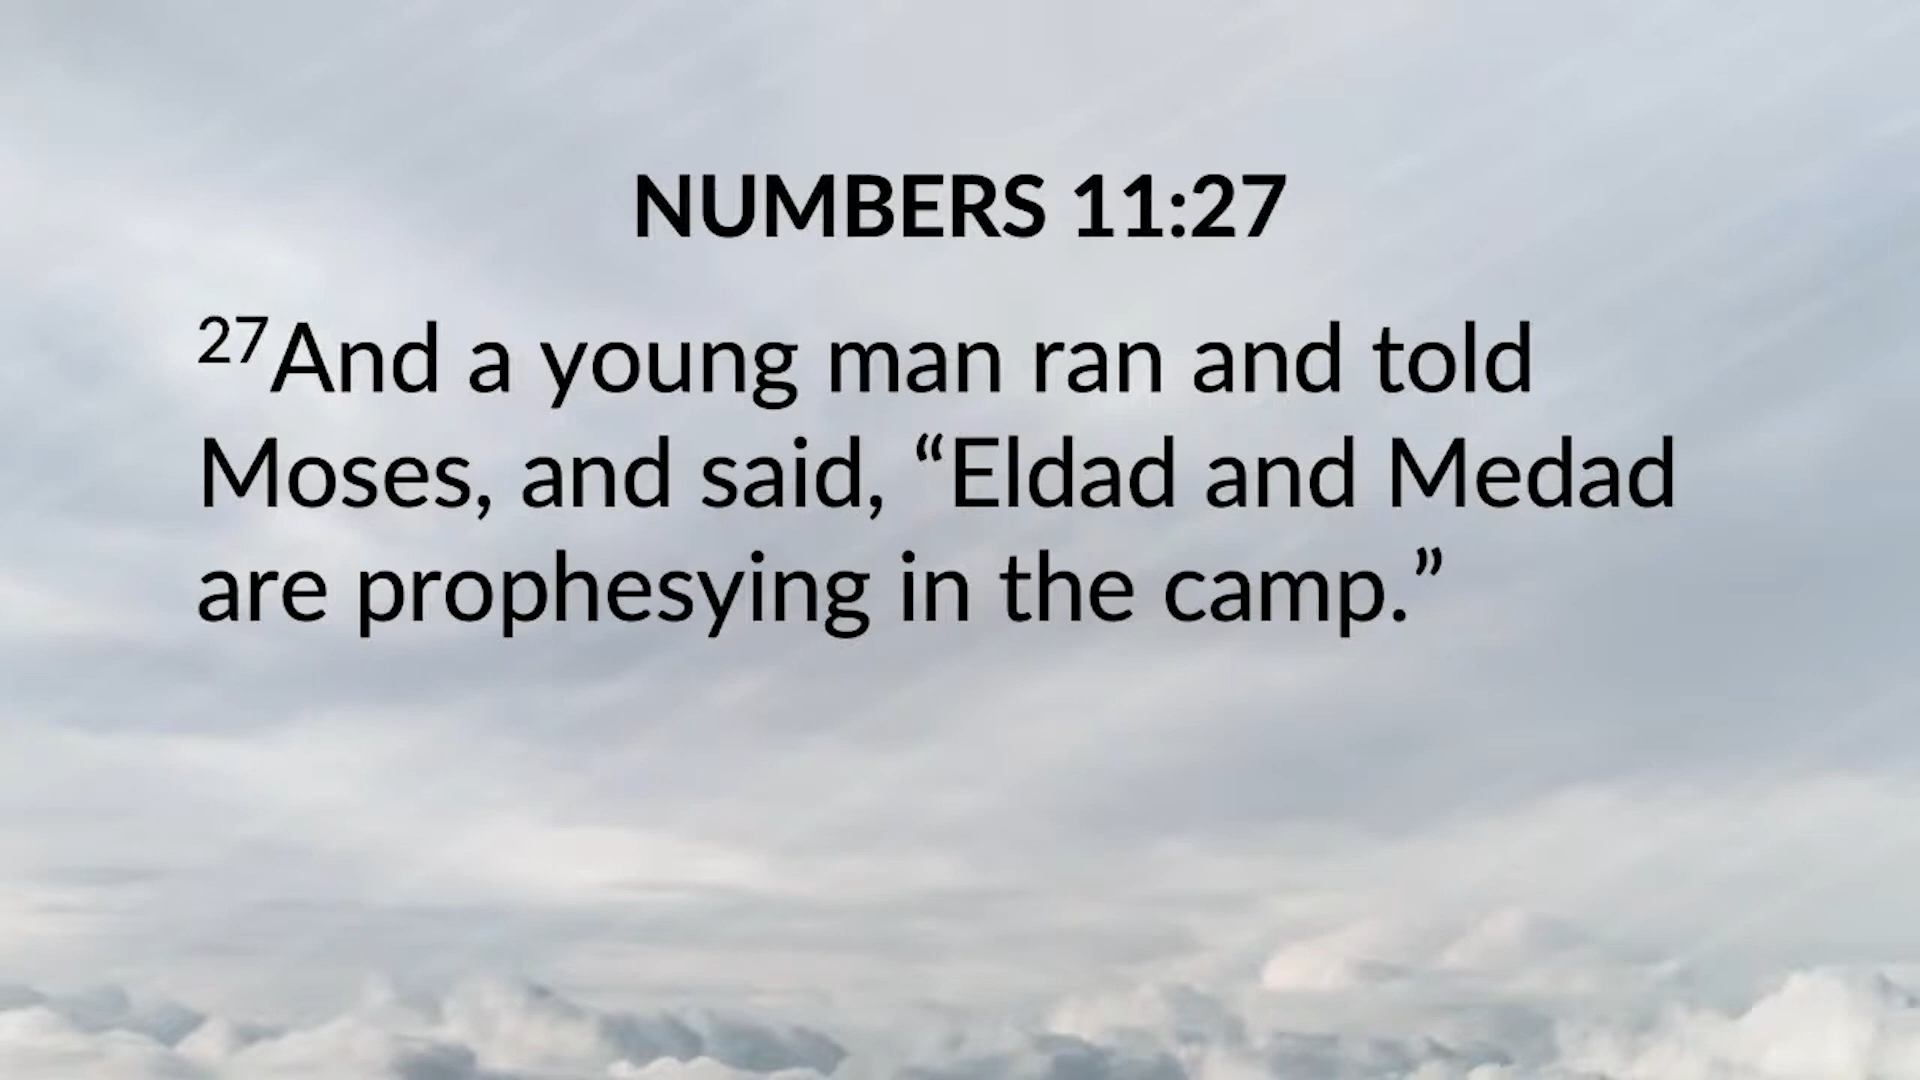 NUMBERS 11:27
27And a young man ran and told
Moses, and said, “Eldad and Medad
are prophesying in the camp.”